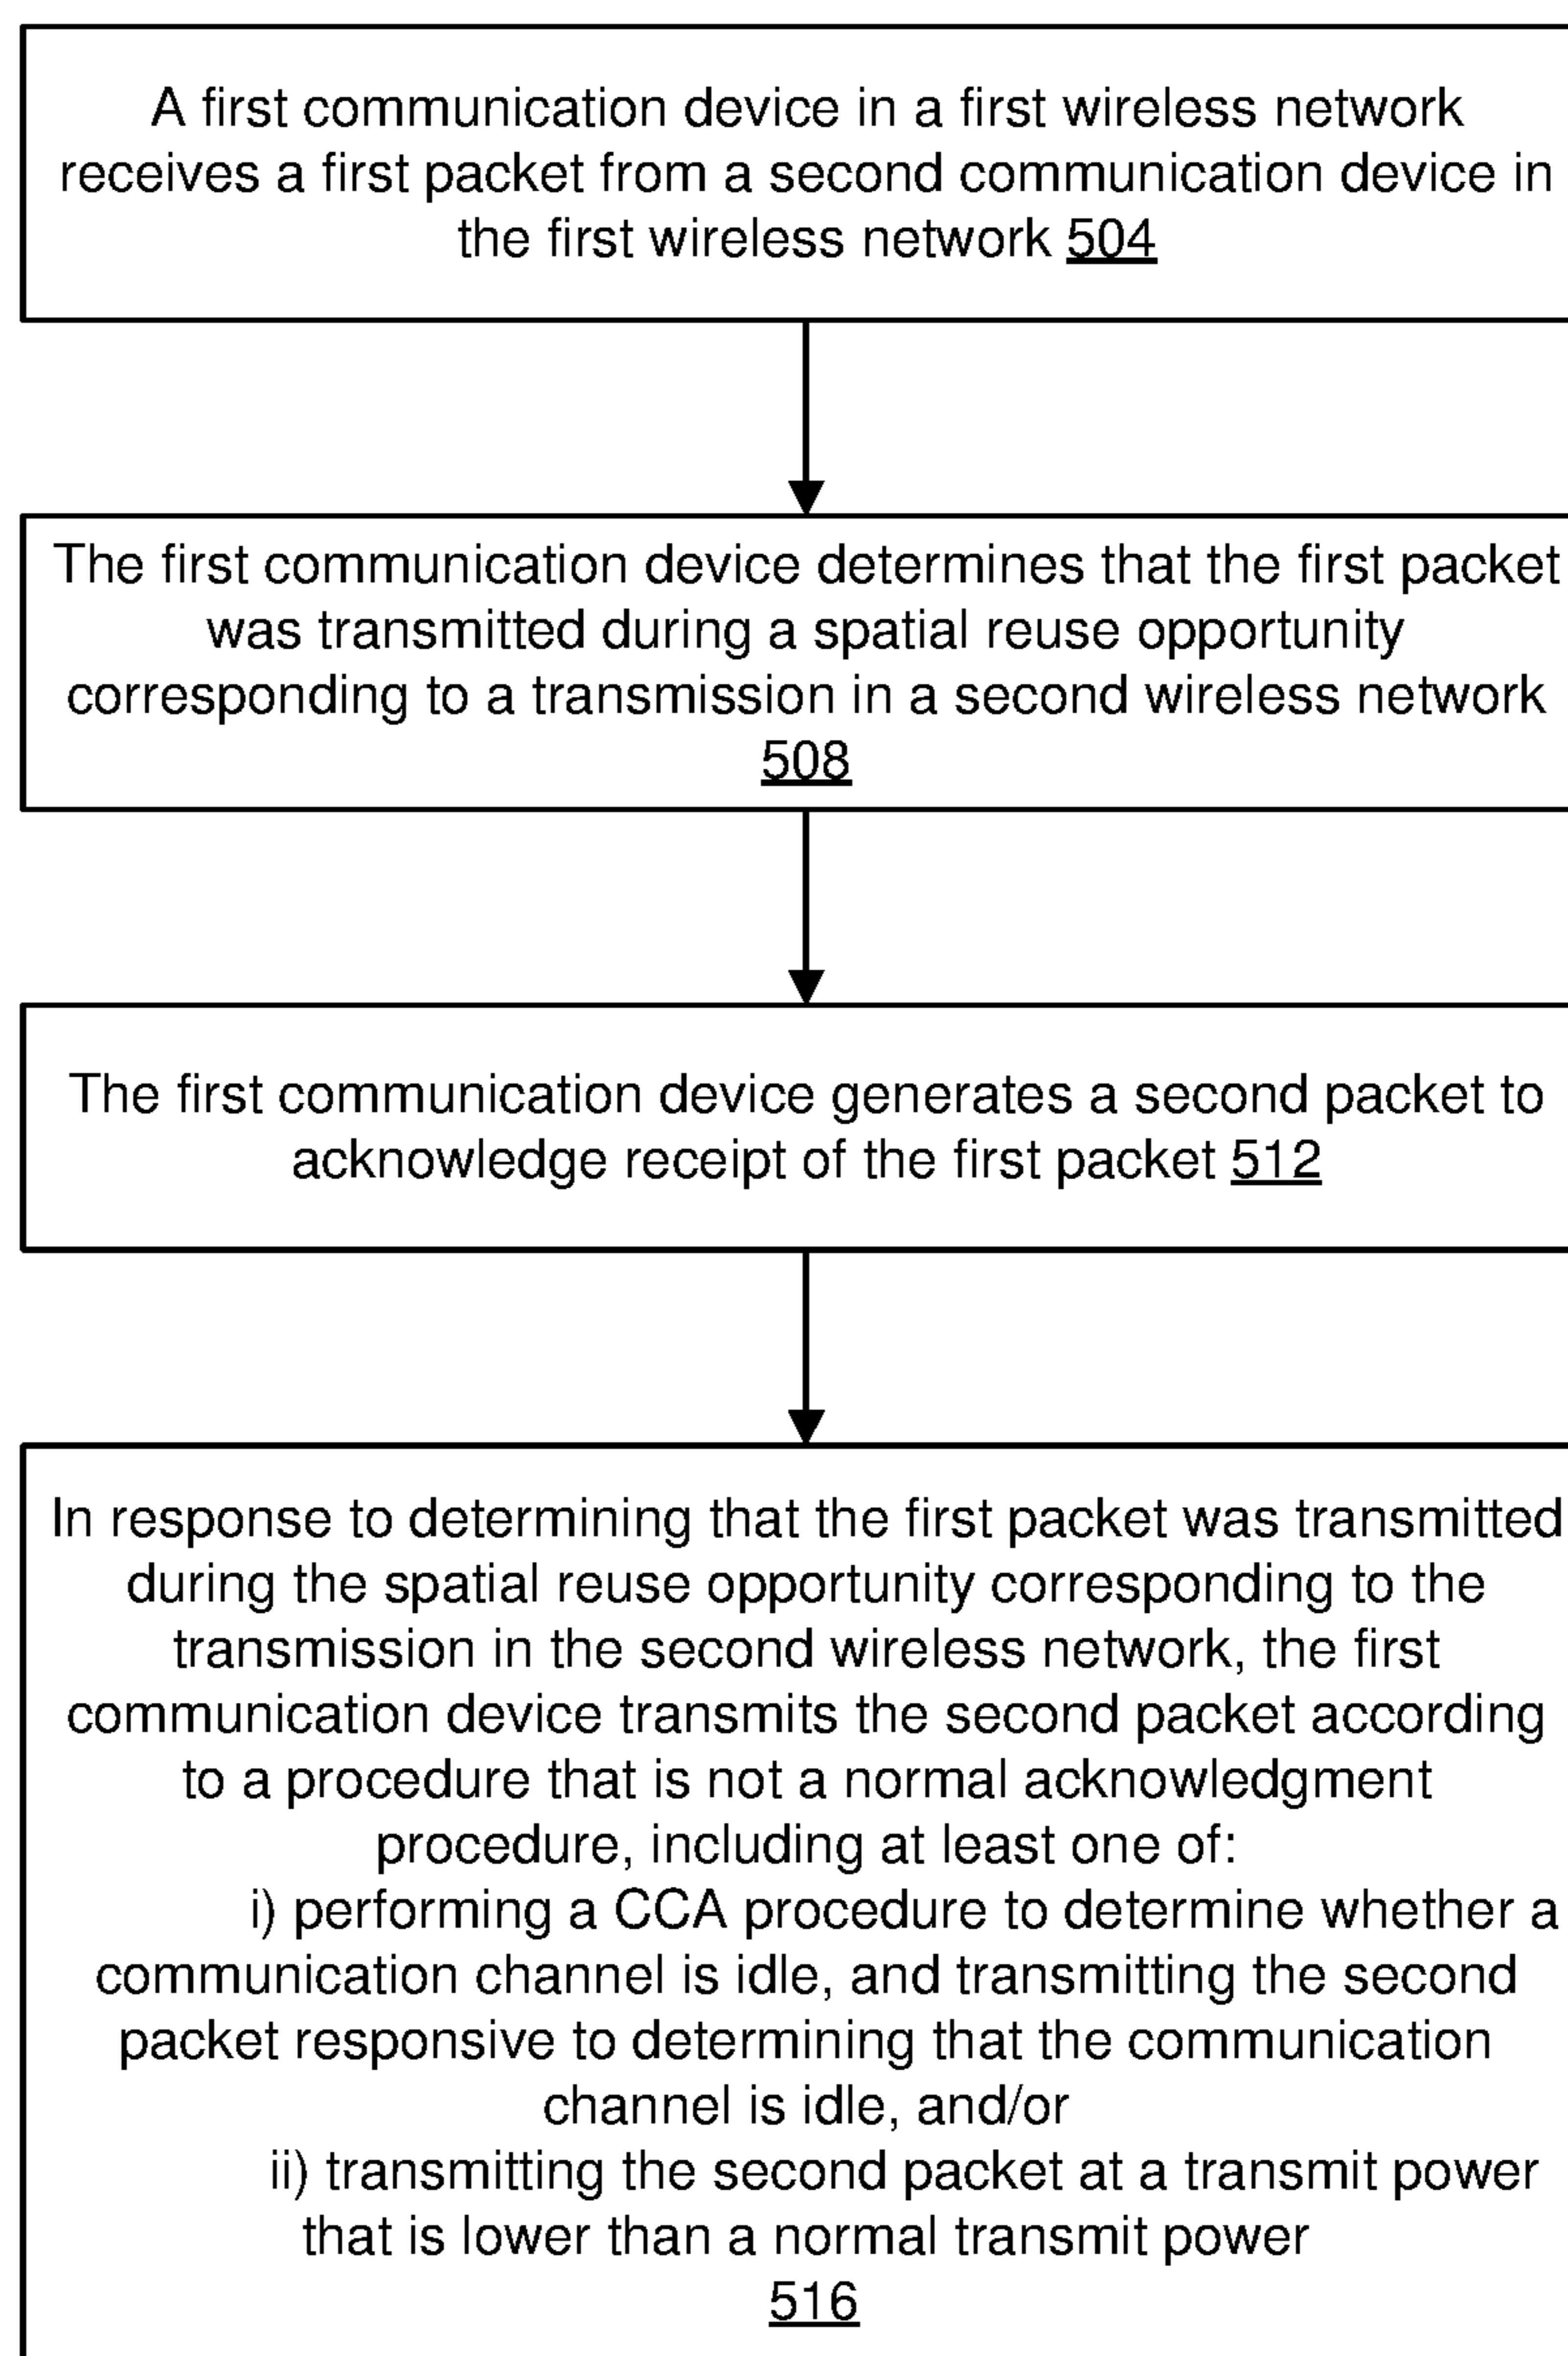 A first communication device in a first wireless network
receives a first packet from a second communication device in
the first wireless network 504
The first communication device determines that the first packet
was transmitted during a spatial reuse opportunity
corresponding to a transmission in a second wireless network
508
The first communication device generates a second packet to
acknowledge receipt of the first packet 512
In response to determining that the first packet was transmitted
during the spatial reuse opportunity corresponding to the
transmission in the second wireless network, the first
communication device transmits the second packet according
to a procedure that is not a normal acknowledgment
procedure, including at least one of:
i) performing a CCA procedure to determine whether a
communication channel is idle, and transmitting the second
packet responsive to determining that the communication
channel is idle, and/or
ii) transmitting the second packet at a transmit power
that is lower than a normal transmit power
516